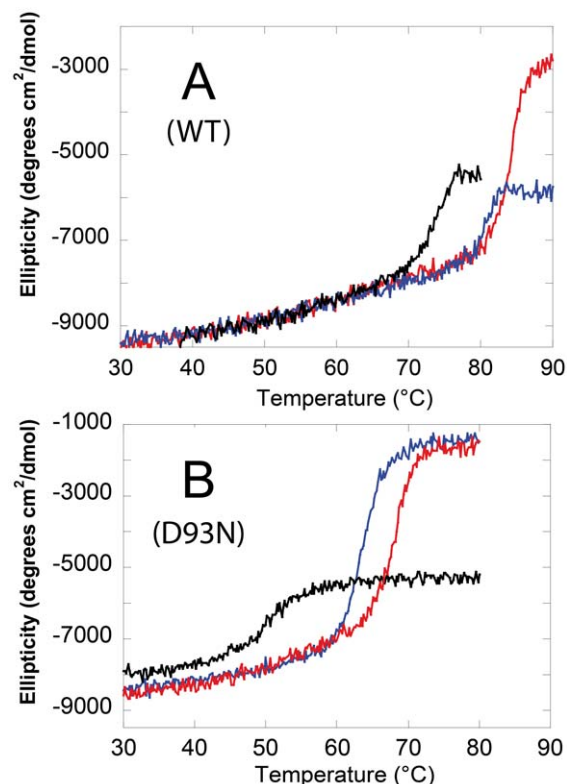 A
(WT)
Ellipticity (degrees cm²/dmol)
-3000
-5000
-7000
-9000
30 40 50 60 70 80 90
Temperature (°C)
B
(D93N)
Ellipticity (degrees cm²/dmol)
-1000
-3000
-5000
-7000
-9000
30 40 50 60 70 80 90
Temperature (°C)